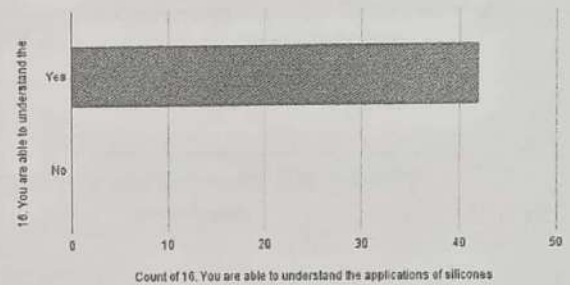 16. You are able to understand the
Yes
No
0 10 20 30 40 50
Count of 16. You are able to understand the applications of silicones